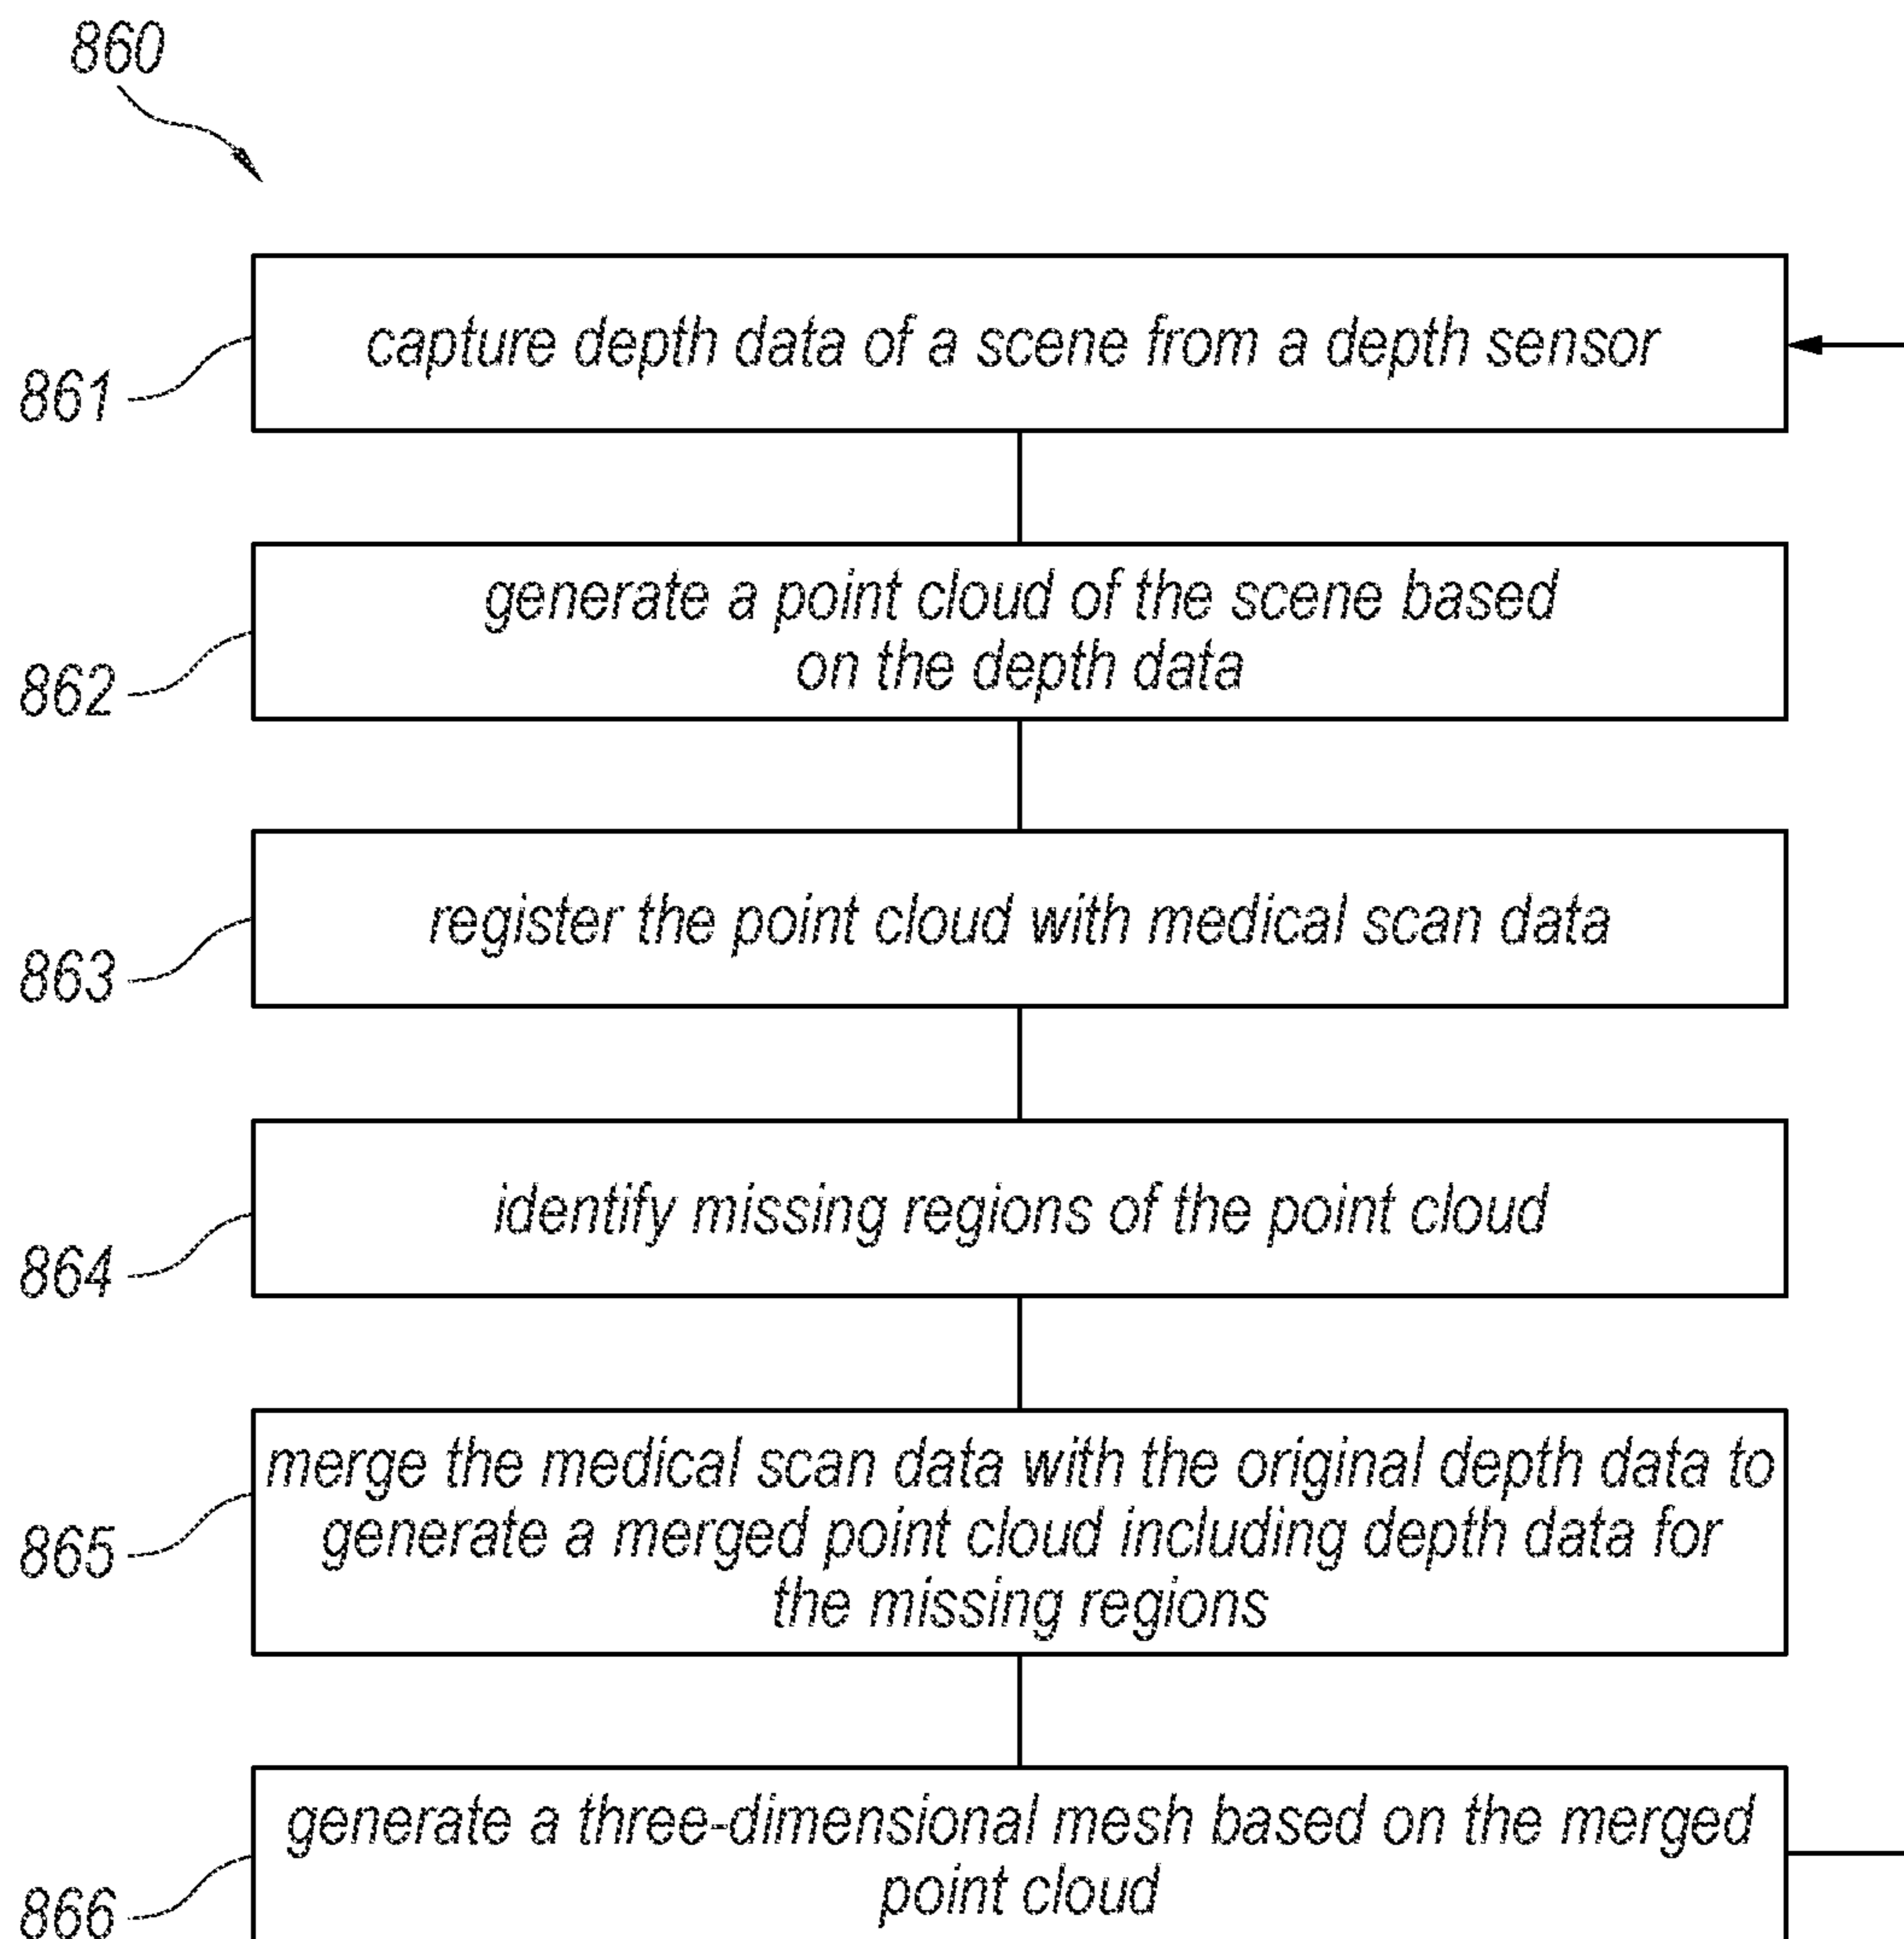 860
capture depth data of a scene from a depth sensor
861
generate a point cloud of the scene based
on the depth data
862
register the point cloud with medical scan data
863
identify missing regions of the point cloud
864
merge the medical scan data with the original depth data to
generate a merged point cloud including depth data for
the missing regions
865
generate a three-dimensional mesh based on the merged
point cloud
866